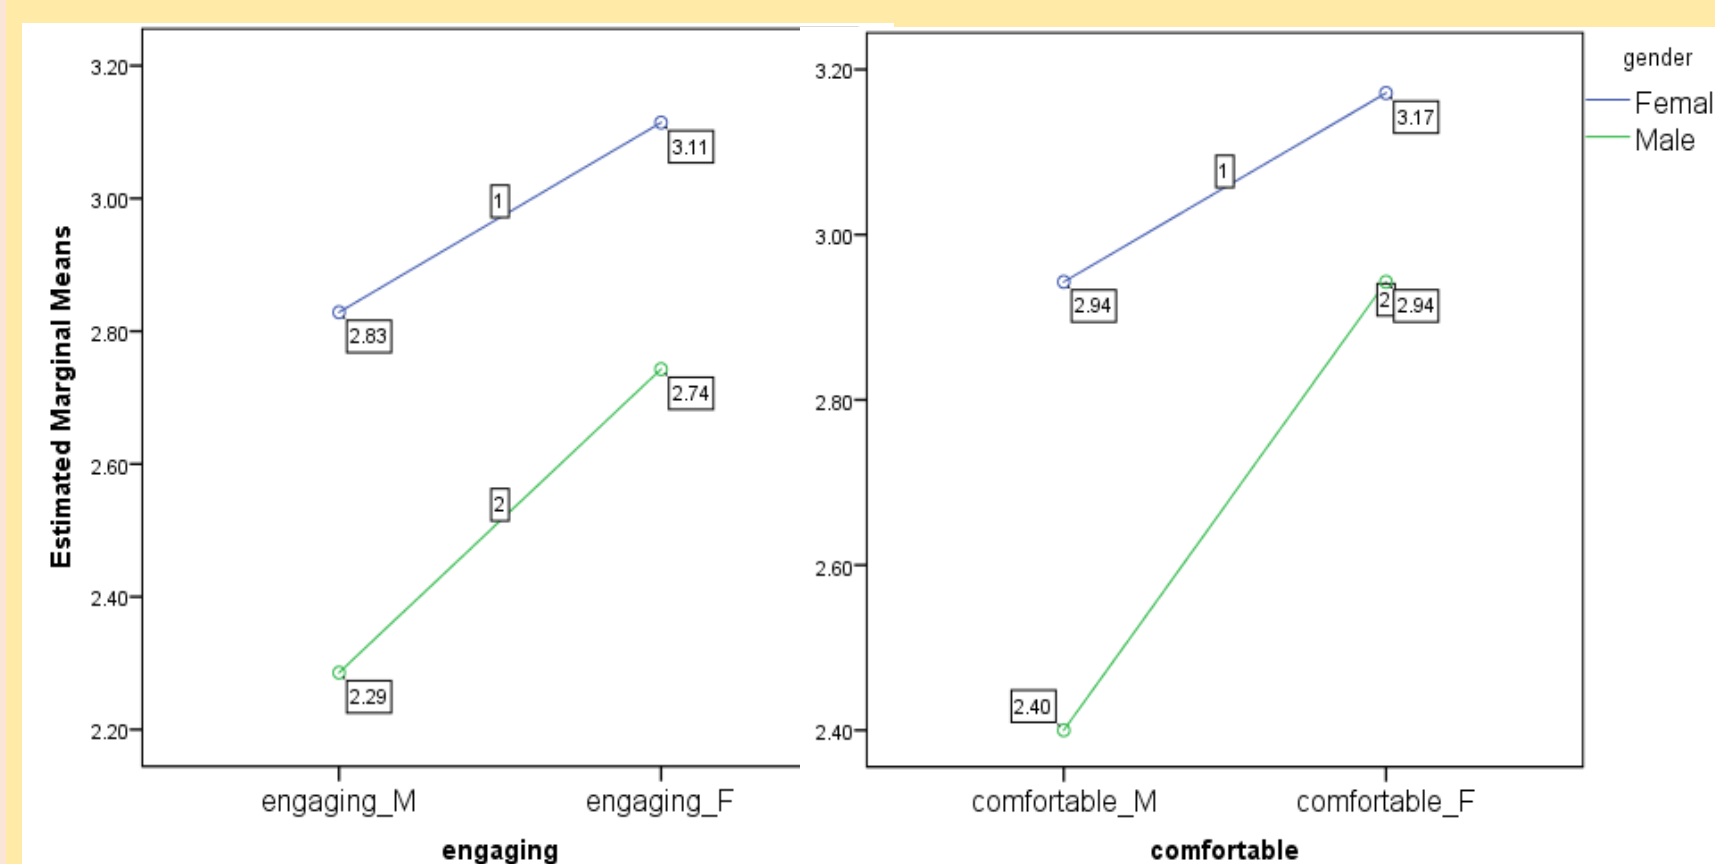 Estimated Marginal Means
3.20
3.00
2.80
2.60
2.40
2.20
1
3.11
2.83
2.74
2
2.29
engaging_M
engaging_F
engaging
3.20
3.00
2.80
2.60
2.40
1
3.17
2.94
2
2.94
2.40
comfortable_M
comfortable_F
comfortable
gender
Femal
Male